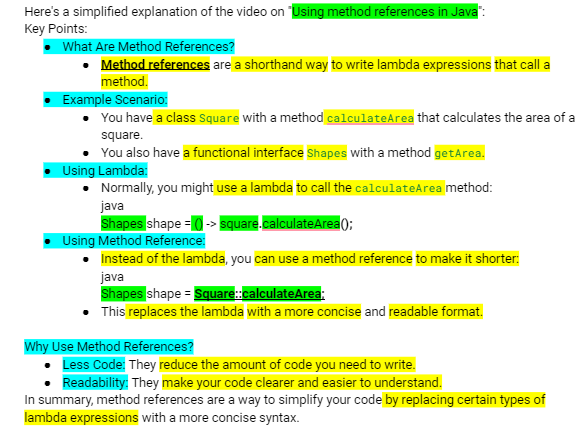 Here's a simplified explanation of the video on "Using method references in Java":
Key Points:
• What Are Method References?
• Method references are a shorthand way to write lambda expressions that call a
method.
• Example Scenario:
• You have a class Square with a method calculateArea that calculates the area of a
square.
• You also have a functional interface Shapes with a method getArea.
• Using Lambda:
• Normally, you might use a lambda to call the calculateArea method:
java
Shapes shape = () -> square.calculateArea();
• Using Method Reference:
• Instead of the lambda, you can use a method reference to make it shorter:
java
Shapes shape = Square::calculateArea;
• This replaces the lambda with a more concise and readable format.
Why Use Method References?
• Less Code: They reduce the amount of code you need to write.
• Readability: They make your code clearer and easier to understand.
In summary, method references are a way to simplify your code by replacing certain types of
lambda expressions with a more concise syntax.